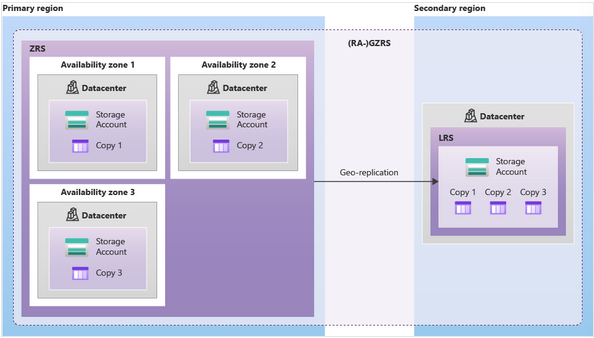 Primary region
Secondary region
(RA-)GZRS
ZRS
Availability zone 1
Datacenter
Storage
Account
Copy 1
Availability zone 2
Datacenter
Storage
Account
Copy 2
Availability zone 3
Datacenter
Storage
Account
Copy 3
Geo-replication
Datacenter
LRS
Storage
Account
Copy 1 Copy 2 Copy 3